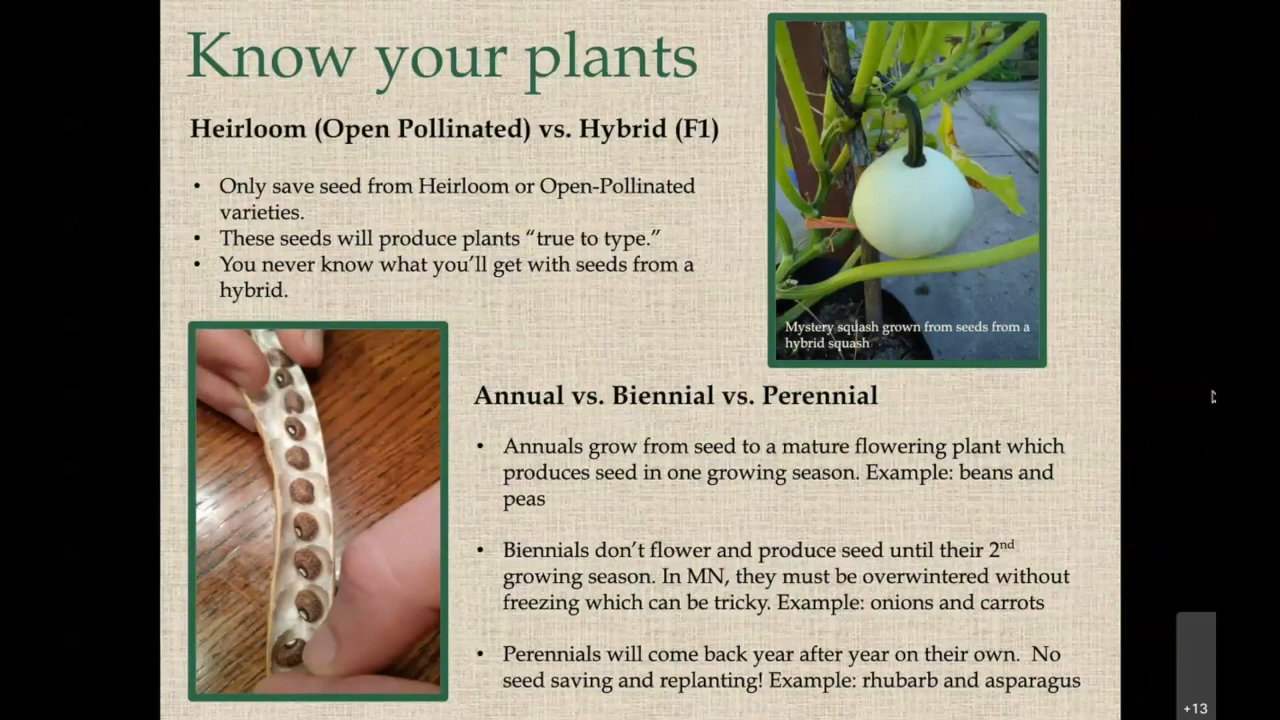 Know your plants
Heirloom (Open Pollinated) vs. Hybrid (F1)
• Only save seed from Heirloom or Open-Pollinated
varieties.
• These seeds will produce plants “true to type.”
• You never know what you’ll get with seeds from a
hybrid.
Mystery squash grown from seeds from a
hybrid squash
Annual vs. Biennial vs. Perennial
• Annuals grow from seed to a mature flowering plant which
produces seed in one growing season. Example: beans and
peas
• Biennials don’t flower and produce seed until their 2nd
growing season. In MN, they must be overwintered without
freezing which can be tricky. Example: onions and carrots
• Perennials will come back year after year on their own. No
seed saving and replanting! Example: rhubarb and asparagus
+13